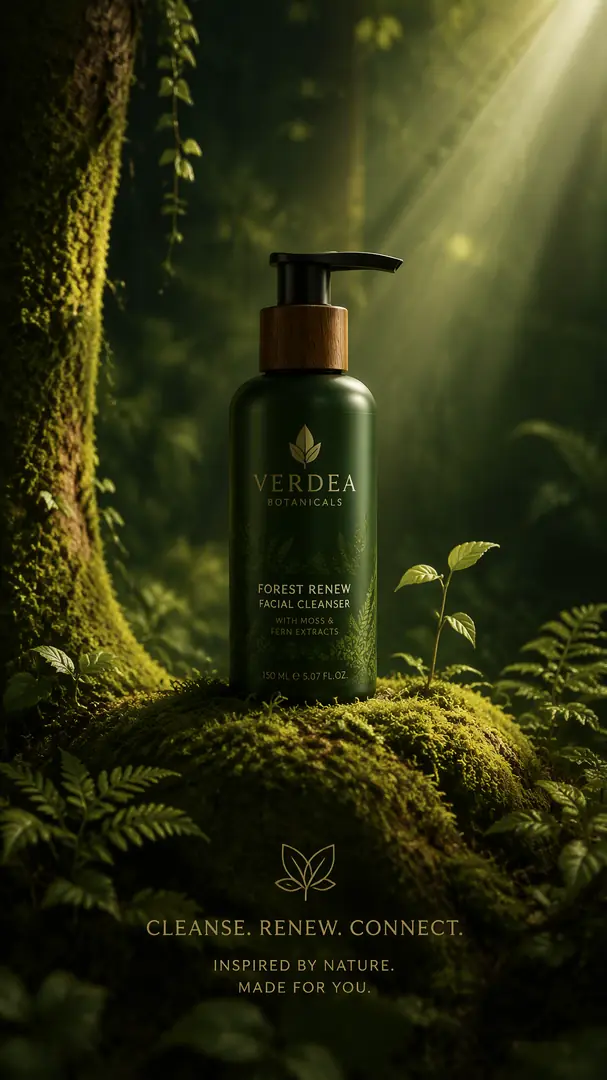 VERDEA
BOTANICALS
FOREST RENEW
FACIAL CLEANSER
WITH MOSS &
FERN EXTRACTS
150 ML ℮ 5.07 FL.OZ.
CLEANSE. RENEW. CONNECT.
INSPIRED BY NATURE.
MADE FOR YOU.